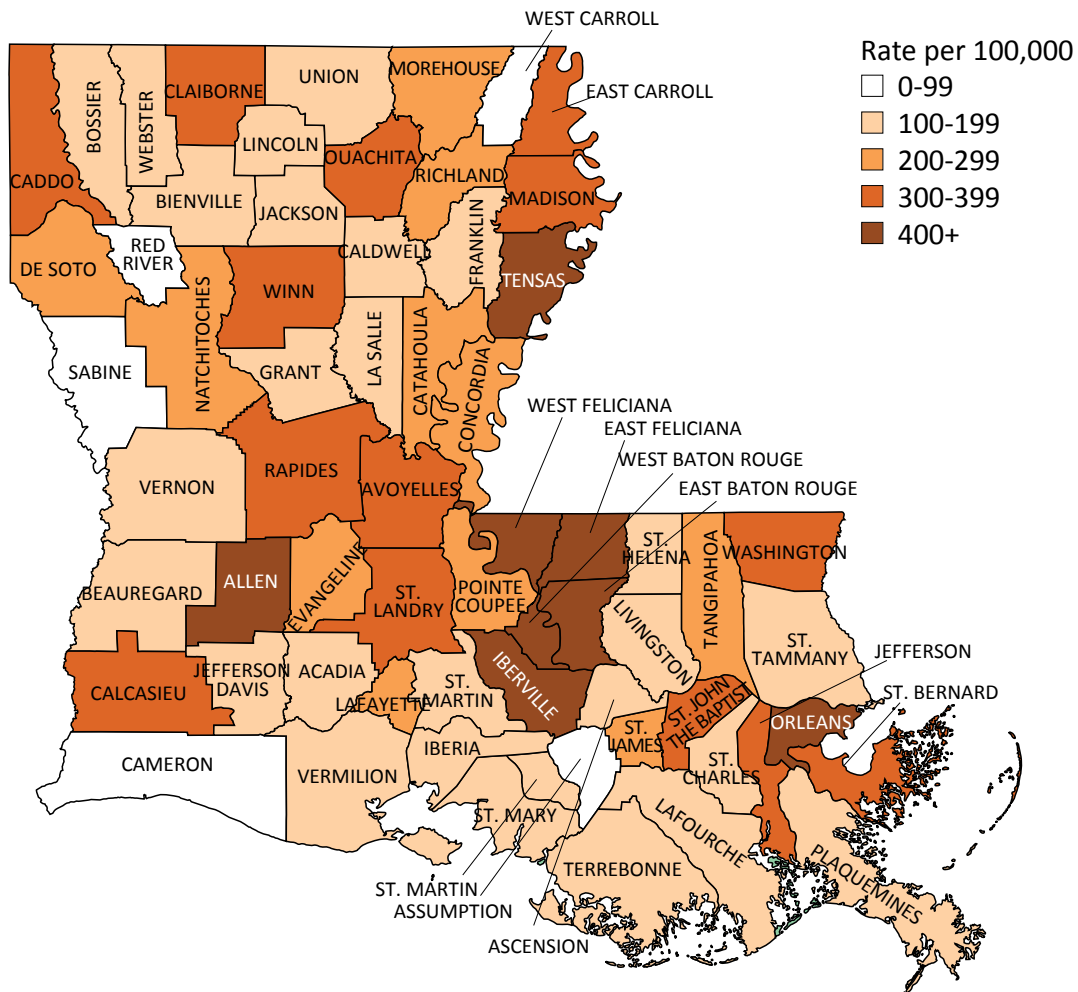 WEST CARROLL
Rate per 100,000
0-99
100-199
200-299
300-399
400+
UNION
MOREHOUSE
EAST CARROLL
CLAIBORNE
BOSSIER
WEBSTER
LINCOLN
OUACHITA
RICHLAND
CADDO
MADISON
BIENVILLE
JACKSON
FRANKLIN
CALDWELL
RED
RIVER
DE SOTO
TENSAS
WINN
NATCHITOCHES
LA SALLE
CATAHOULA
CONCORDIA
SABINE
GRANT
WEST FELICIANA
EAST FELICIANA
WEST BATON ROUGE
EAST BATON ROUGE
RAPIDES
VERNON
AVOYELLES
ST.
HELENA
TANGIPAHOA
WASHINGTON
ALLEN
BEAUREGARD
EVANGELINE
ST.
LANDRY
POINTE
COUPEE
LIVINGSTON
ST.
TAMMANY
JEFFERSON
ST. BERNARD
CALCASIEU
JEFFERSON
DAVIS
ACADIA
LAFAYETTE
ST.
MARTIN
IBERVILLE
ST. JOHN
THE BAPTIST
ORLEANS
ST.
JAMES
ST.
CHARLES
CAMERON
VERMILION
IBERIA
ST. MARY
LAFOURCHE
TERREBONNE
PLAQUEMINES
ST. MARTIN
ASSUMPTION
ASCENSION